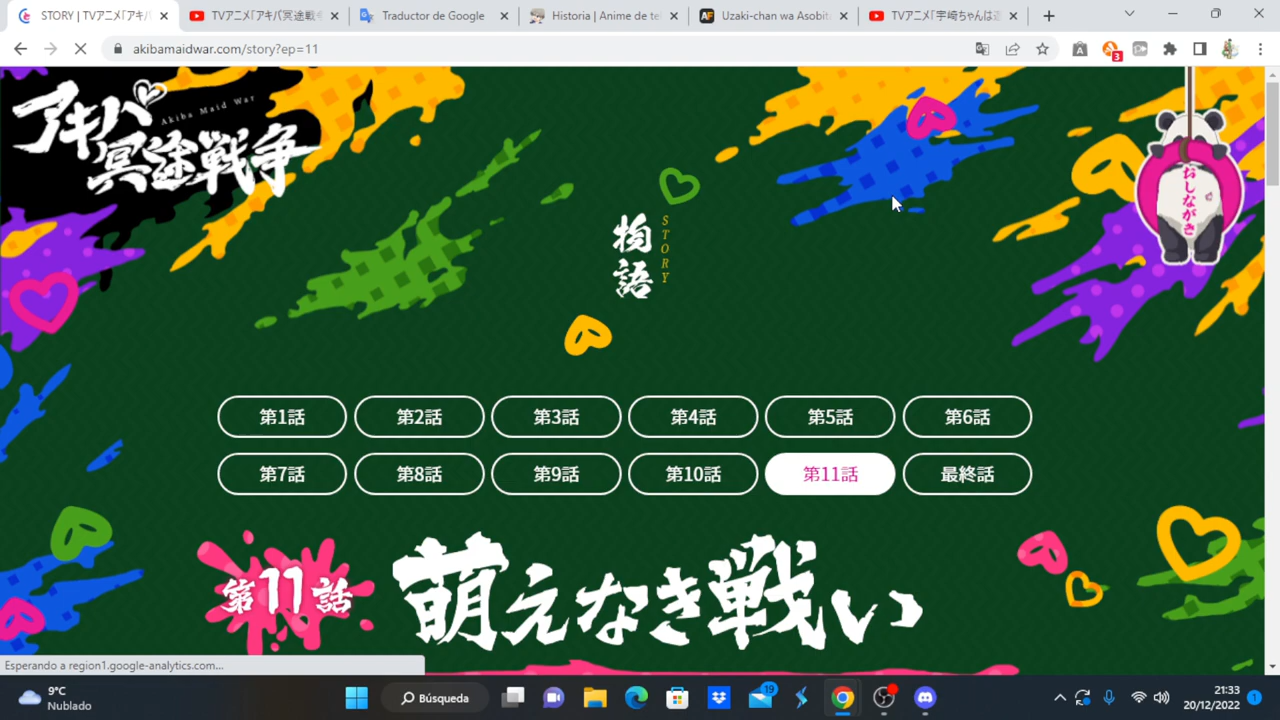 STORY | TVアニメ「アキバ
TVアニメ「アキバ冥途戦争
Traductor de Google
Historia | Anime de te
Uzaki-chan wa Asobit
TVアニメ「宇崎ちゃんは遊
akibamaidwar.com/story?ep=11
3
アキバ
Akiba Maid War
冥途戦争
おしながき
物語
STORY
第1話
第2話
第3話
第4話
第5話
第6話
第7話
第8話
第9話
第10話
第11話
最終話
第11話
萌えなき戦い
Esperando a region1.google-analytics.com...
9°C
Nublado
Búsqueda
19
21:33
20/12/2022
1